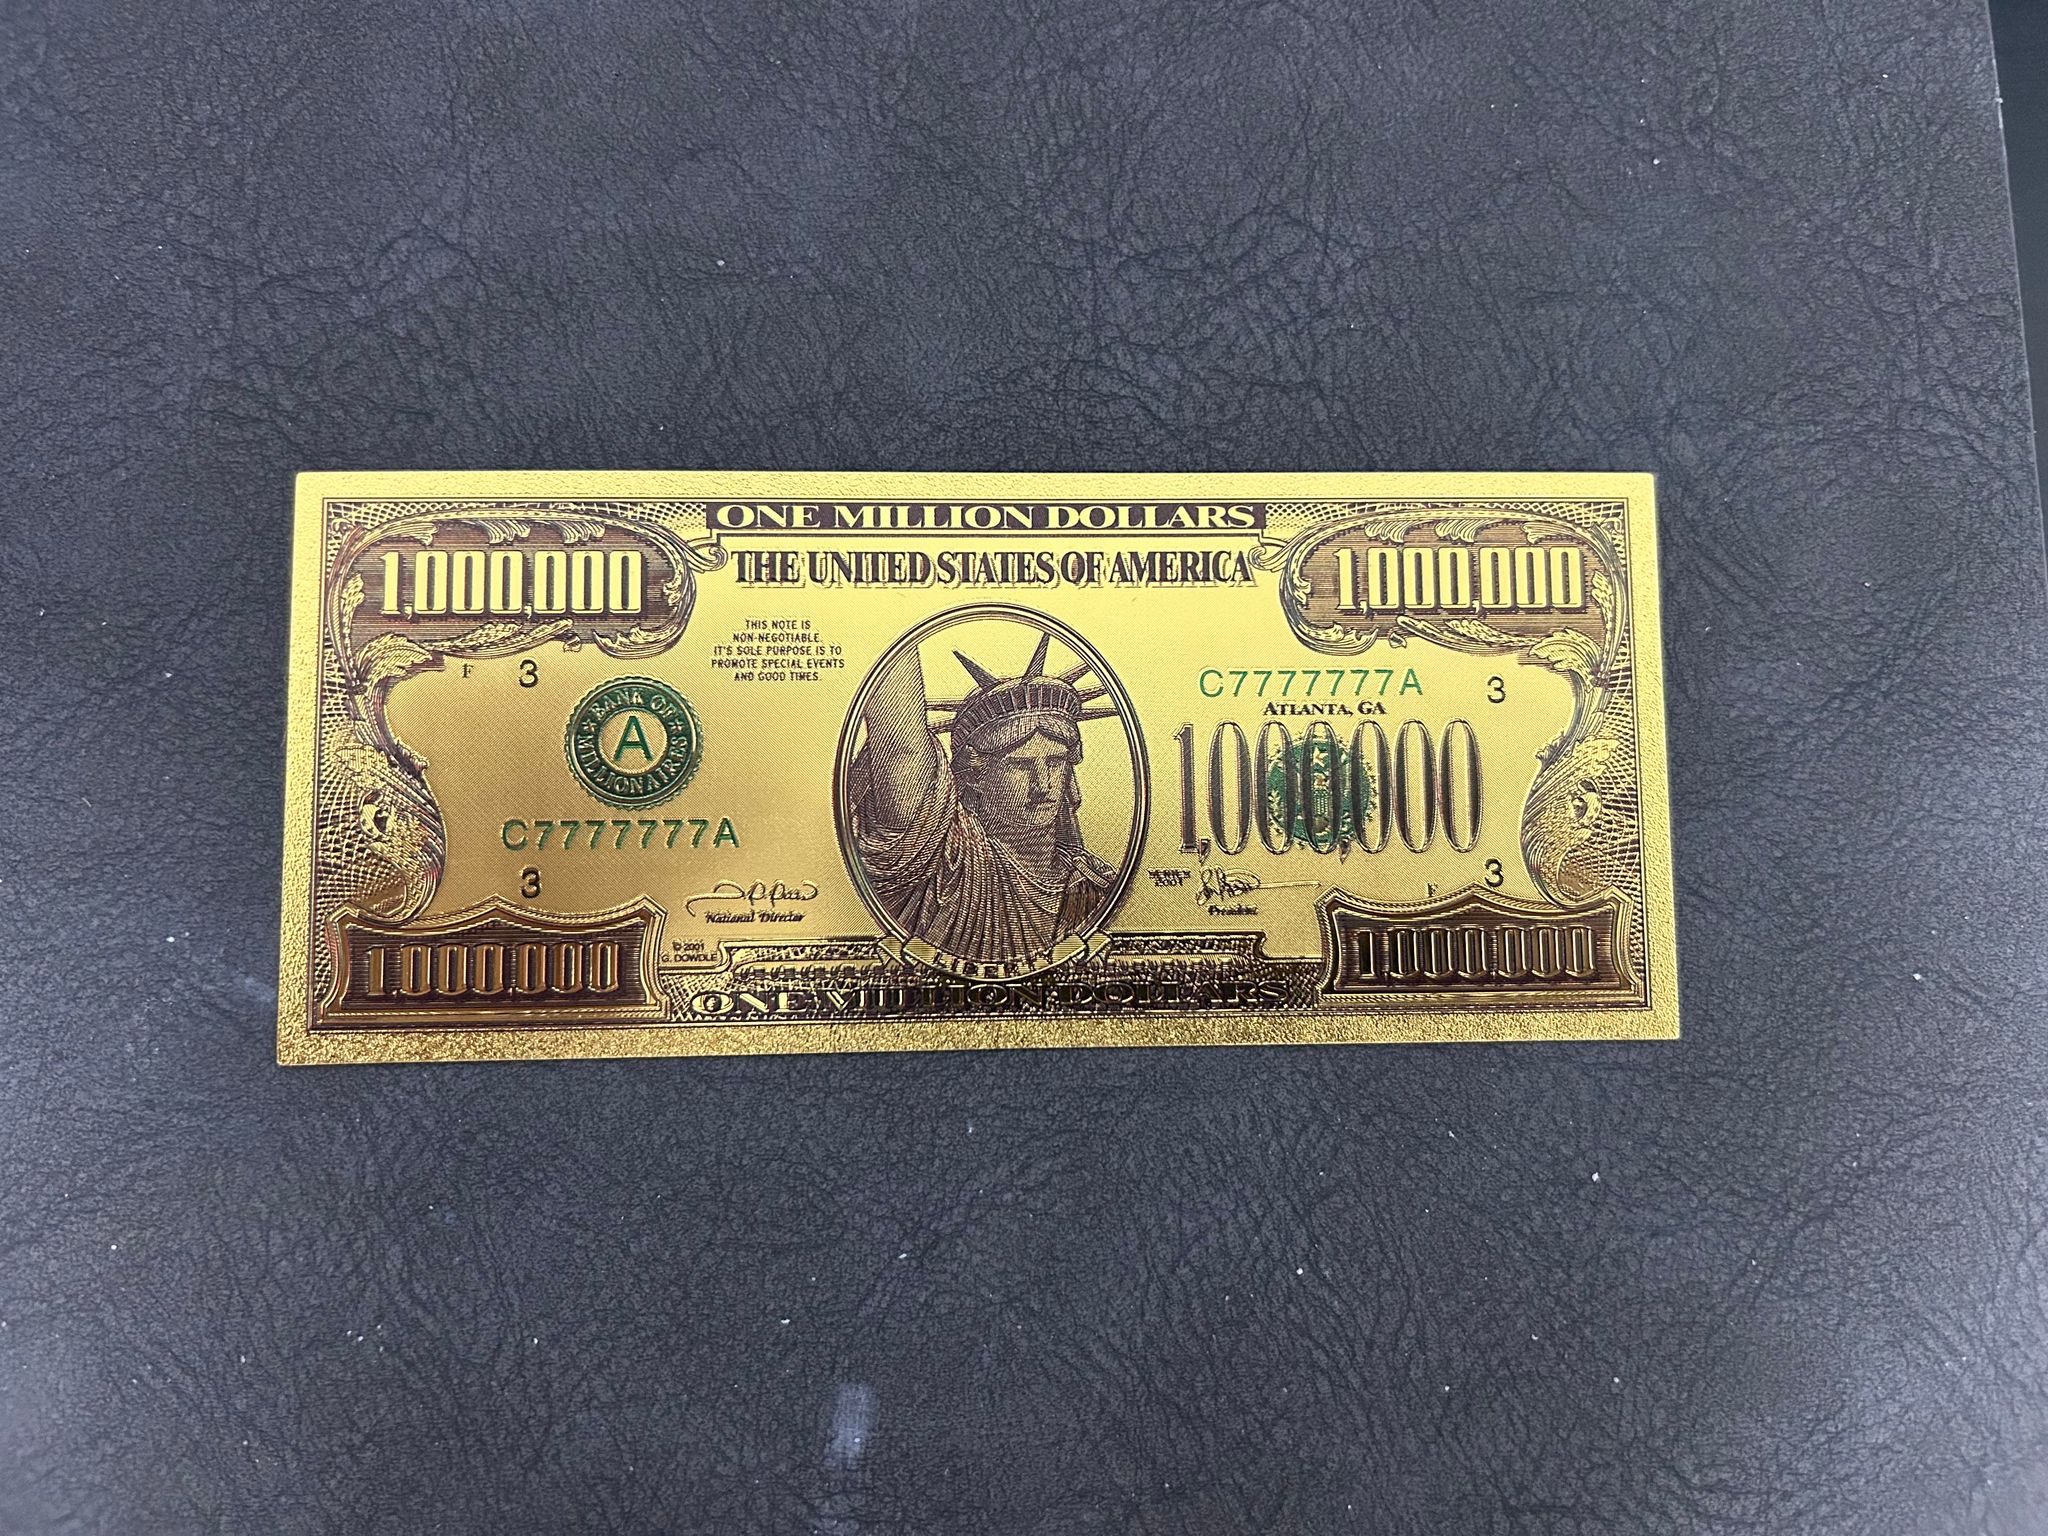 ONE MILLION DOLLARS
1,000,000
THE UNITED STATES OF AMERICA
1,000,000
THIS NOTE IS
NON-NEGOTIABLE.
IT'S SOLE PURPOSE IS TO
PROMOTE SPECIAL EVENTS
AND GOOD TIMES.
F 3
BANK OF MILLIONAIRES
A
C7777777A
3
C7777777A
3
ATLANTA, GA
1,000,000
National Director
SERIES
2001
President
F 3
© 2001
G. DOWDLE
LIBERTY
1,000,000
ONE MILLION DOLLARS
1,000,000